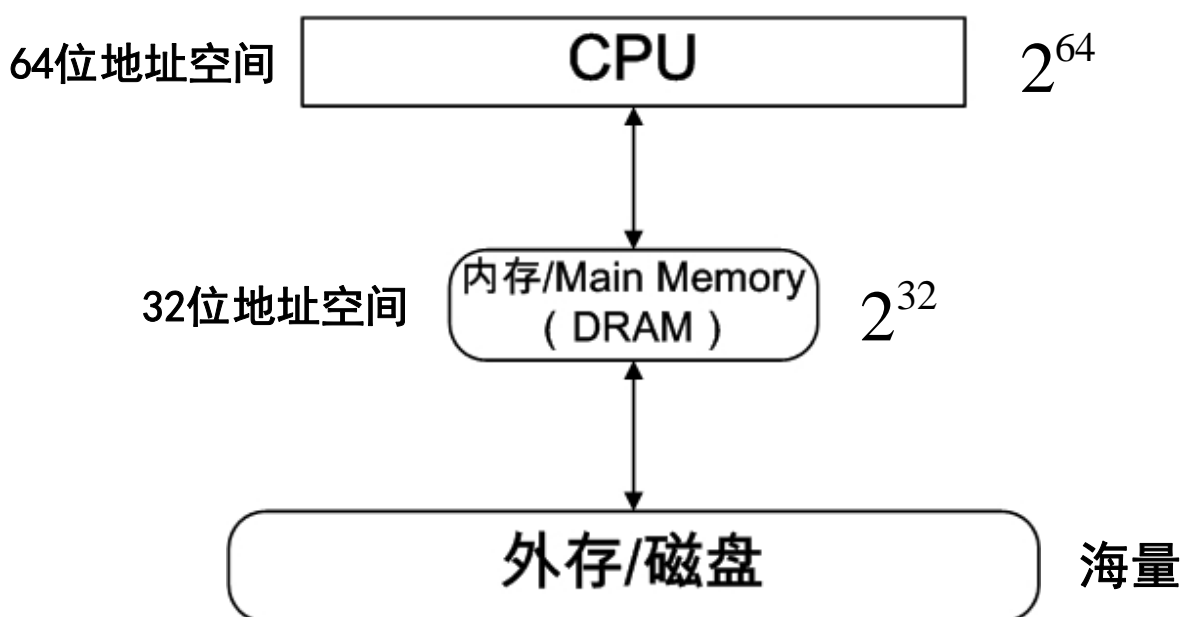 64位地址空间
CPU
2^64
32位地址空间
内存/Main Memory
( DRAM )
2^32
外存/磁盘
海量